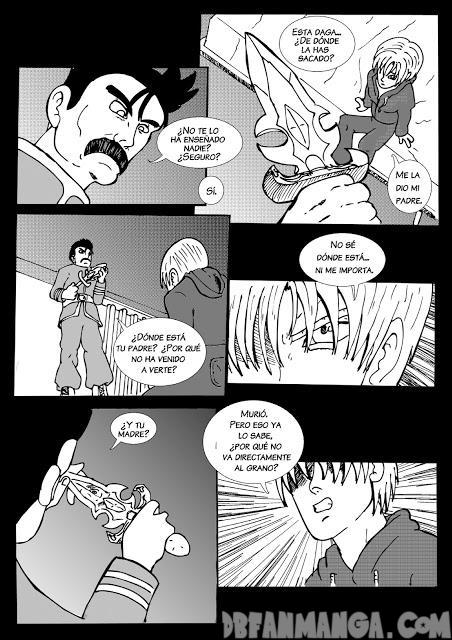 ¿NO TE LO
HA ENSEÑADO
NADIE?
¿SEGURO?
SÍ.
ESTA DAGA...
¿DE DÓNDE
LA HAS
SACADO?
ME LA
DIO MI
PADRE.
¿DÓNDE ESTÁ
TU PADRE? ¿POR QUÉ
NO HA VENIDO
A VERTE?
NO SÉ
DÓNDE ESTÁ...
NI ME IMPORTA.
¿Y TU
MADRE?
MURIÓ.
PERO ESO YA
LO SABE,
¿POR QUÉ NO
VA DIRECTAMENTE
AL GRANO?
DBFANMANGA.COM